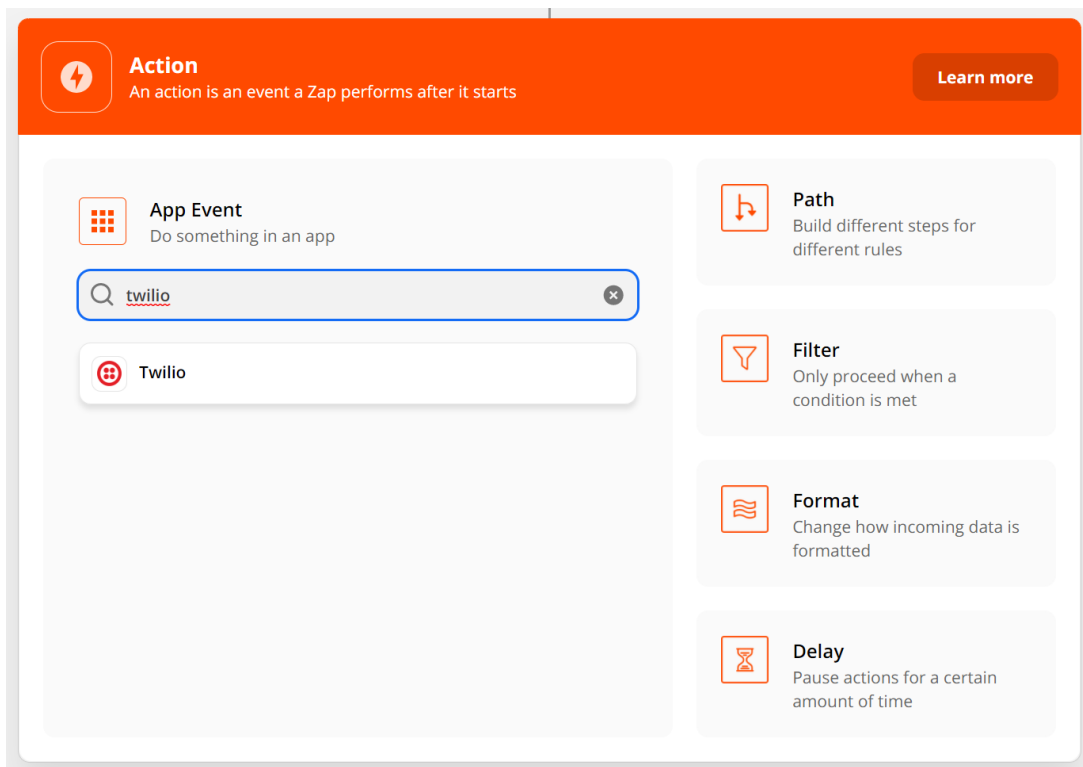 Action
An action is an event a Zap performs after it starts
Learn more
App Event
Do something in an app
twilio
Twilio
Path
Build different steps for
different rules
Filter
Only proceed when a
condition is met
Format
Change how incoming data is
formatted
Delay
Pause actions for a certain
amount of time